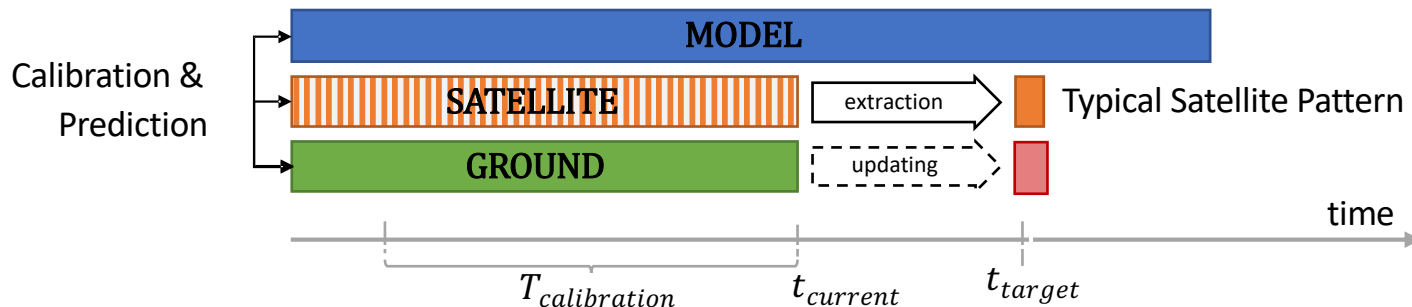 MODEL
Calibration &
Prediction
SATELLITE
extraction
Typical Satellite Pattern
GROUND
updating
time
T_calibration
t_current
t_target